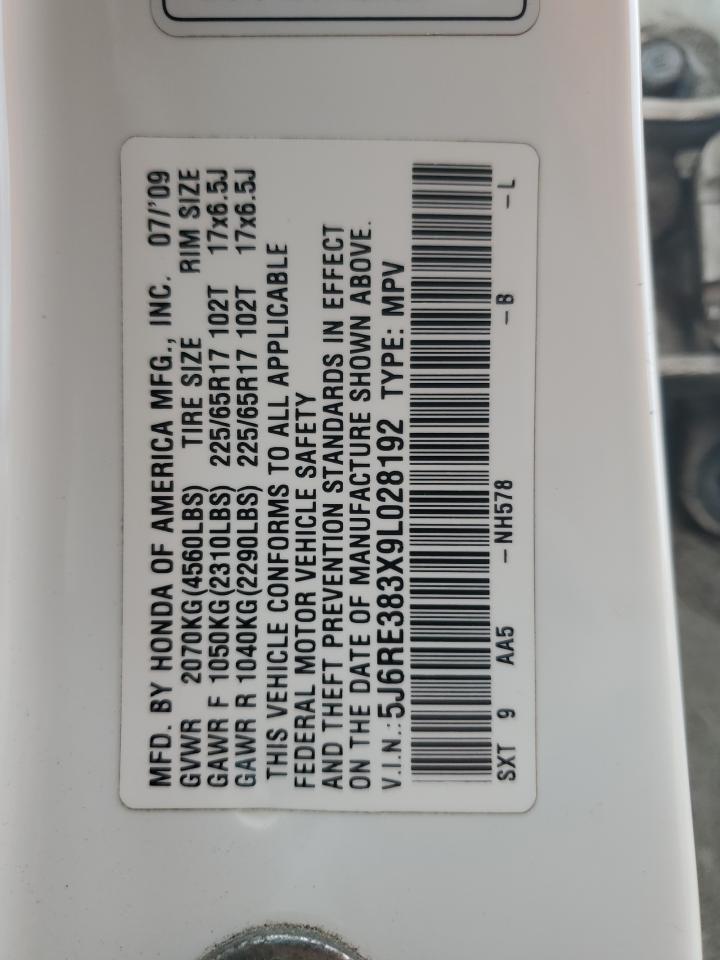 MFD. BY HONDA OF AMERICA MFG., INC. 07/'09
GVWR 2070KG(4560LBS) TIRE SIZE RIM SIZE
GAWR F 1050KG(2310LBS) 225/65R17 102T 17x6.5J
GAWR R 1040KG(2290LBS) 225/65R17 102T 17x6.5J
THIS VEHICLE CONFORMS TO ALL APPLICABLE
FEDERAL MOTOR VEHICLE SAFETY
AND THEFT PREVENTION STANDARDS IN EFFECT
ON THE DATE OF MANUFACTURE SHOWN ABOVE.
V.I.N.:5J6RE383X9L028192 TYPE: MPV
SXT 9 AA5 -NH578 -B -L